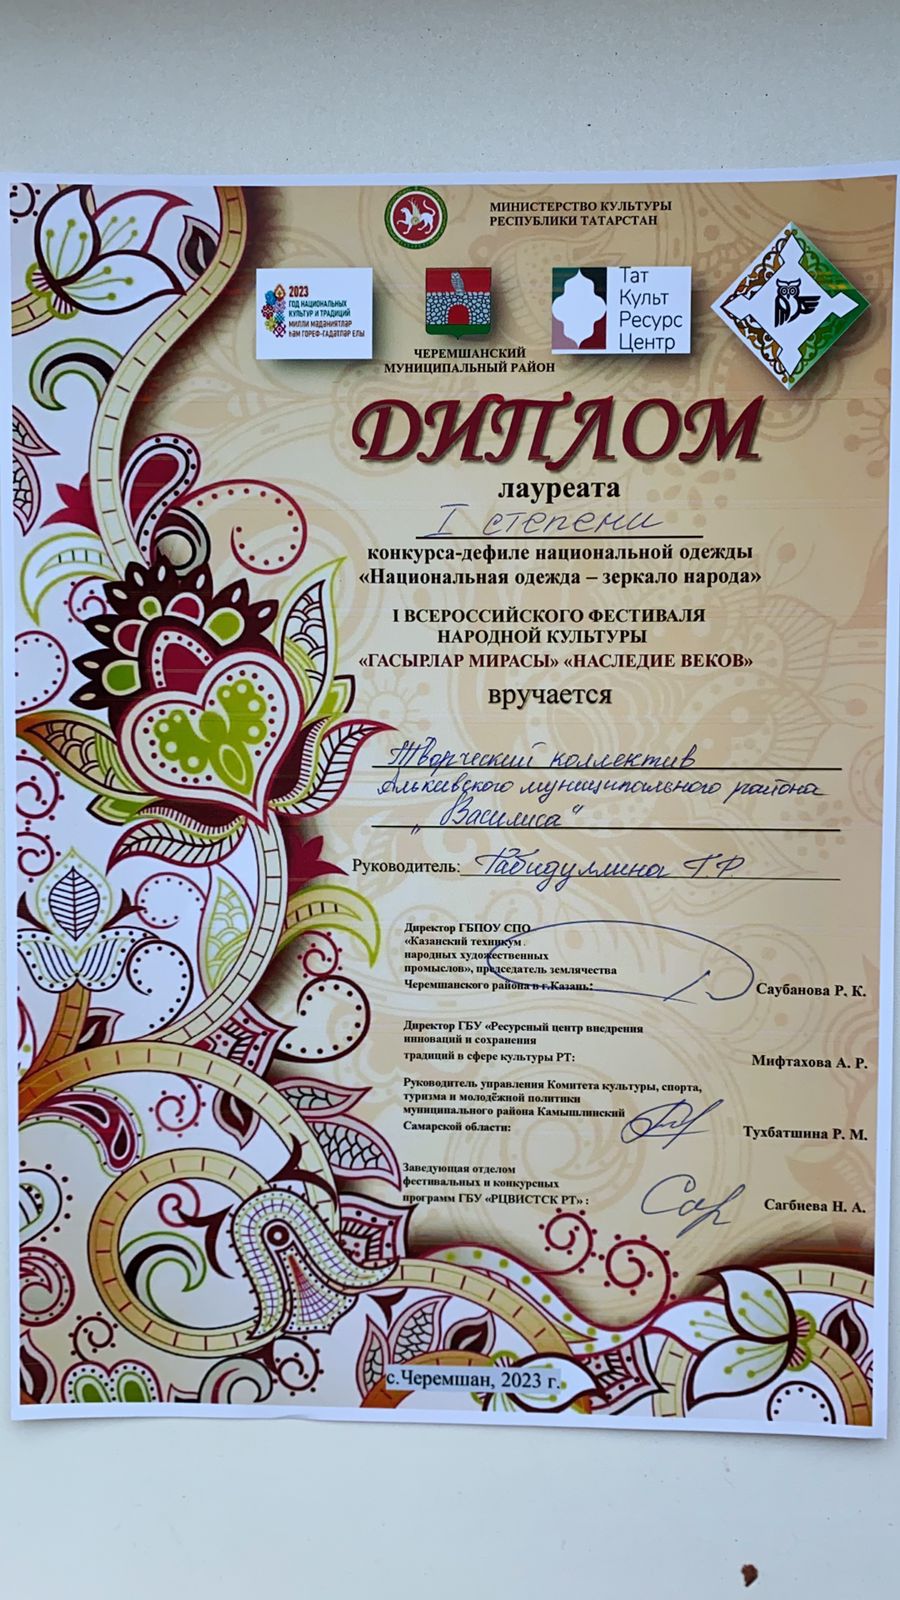 МИНИСТЕРСТВО КУЛЬТУРЫ
РЕСПУБЛИКИ ТАТАРСТАН
2023
ГОД НАЦИОНАЛЬНЫХ
КУЛЬТУР И ТРАДИЦИЙ
МИЛЛИ МӘДӘНИЯТЛӘР
ҺӘМ ГОРЕФ-ГАДӘТЛӘР ЕЛЫ
ЧЕРЕМШАНСКИЙ
МУНИЦИПАЛЬНЫЙ РАЙОН
Тат
Культ
Ресурс
Центр
ДИПЛОМ
лауреата
I степени
конкурса-дефиле национальной одежды
«Национальная одежда – зеркало народа»
I ВСЕРОССИЙСКОГО ФЕСТИВАЛЯ
НАРОДНОЙ КУЛЬТУРЫ
«ГАСЫРЛАР МИРАСЫ» «НАСЛЕДИЕ ВЕКОВ»
вручается
Творческий коллектив
Алькеевского муниципального района
„Василиса"
Руководитель: Габидуллина Г.Р.
Директор ГБПОУ СПО
«Казанский техникум
народных художественных
промыслов», председатель землячества
Черемшанского района в г.Казань: Саубанова Р. К.
Директор ГБУ «Ресурсный центр внедрения
инноваций и сохранения
традиций в сфере культуры РТ: Мифтахова А. Р.
Руководитель управления Комитета культуры, спорта,
туризма и молодёжной политики
муниципального района Камышлинский
Самарской области: Тухбатшина Р. М.
Заведующая отделом
фестивальных и конкурсных
программ ГБУ «РЦВИСТСК РТ» : Сагбиева Н. А.
с.Черемшан, 2023 г.